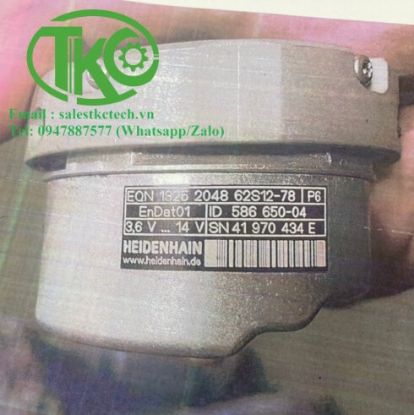 TKC
Email : salestkctech.vn
Tel: 0947887577 (Whatsapp/Zalo)
EQN 1325 2048 62S12-78 P6
EnDat01 ID 586 650-04
3,6 V ... 14 V SN 41 970 434 E
HEIDENHAIN
www.heidenhain.de